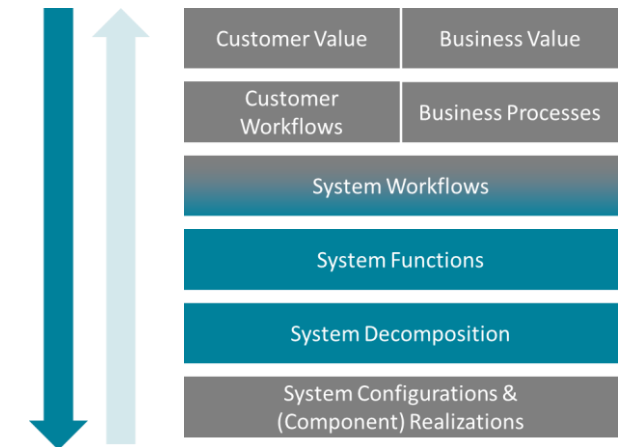 Customer Value
Business Value
Customer
Workflows
Business Processes
System Workflows
System Functions
System Decomposition
System Configurations &
(Component) Realizations